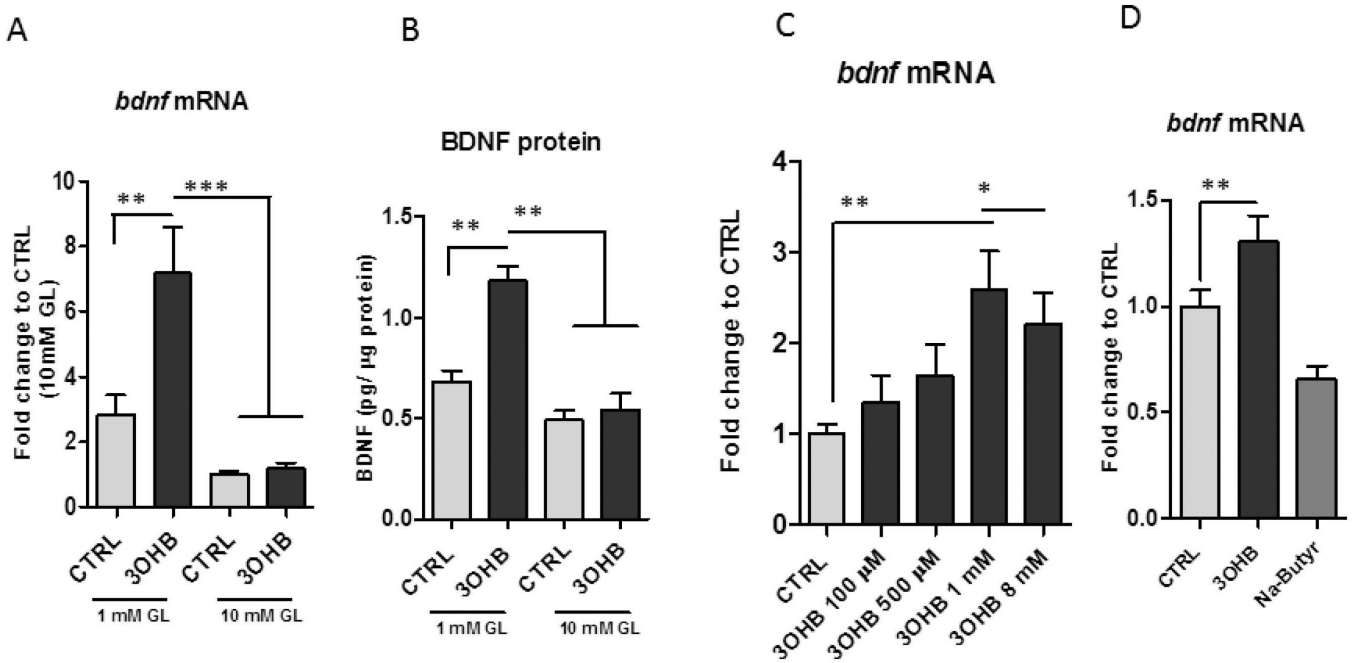 A
bdnf mRNA
Fold change to CTRL
(10mM GL)
10
8
6
4
2
0
**
***
CTRL
3OHB
CTRL
3OHB
1 mM GL
10 mM GL
B
BDNF protein
BDNF (pg/ µg protein)
1.5
1.0
0.5
0.0
**
**
CTRL
3OHB
CTRL
3OHB
1 mM GL
10 mM GL
C
bdnf mRNA
Fold change to CTRL
4
3
2
1
0
**
*
CTRL
3OHB 100 µM
3OHB 500 µM
3OHB 1 mM
3OHB 8 mM
D
bdnf mRNA
Fold change to CTRL
1.5
1.0
0.5
0.0
**
CTRL
3OHB
Na-Butyr